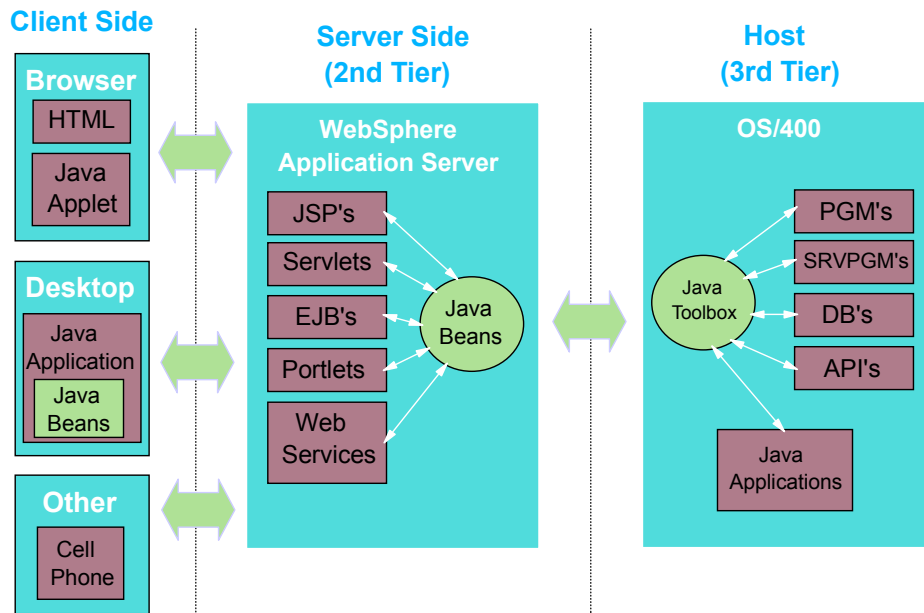 Client Side
Browser
HTML
Java
Applet
Desktop
Java
Application
Java
Beans
Other
Cell
Phone
Server Side
(2nd Tier)
WebSphere
Application Server
JSP's
Servlets
EJB's
Portlets
Web
Services
Java
Beans
Host
(3rd Tier)
OS/400
Java
Toolbox
PGM's
SRVPGM's
DB's
API's
Java
Applications